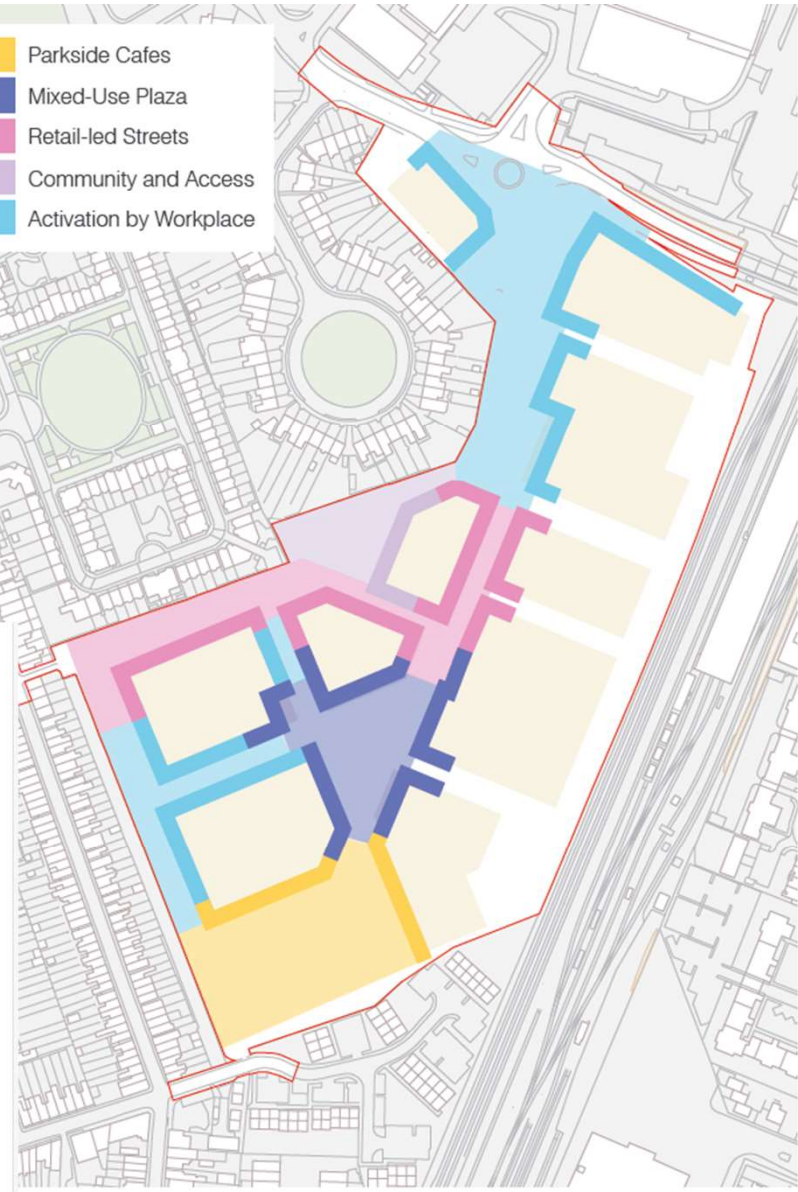 Parkside Cafes
Mixed-Use Plaza
Retail-led Streets
Community and Access
Activation by Workplace